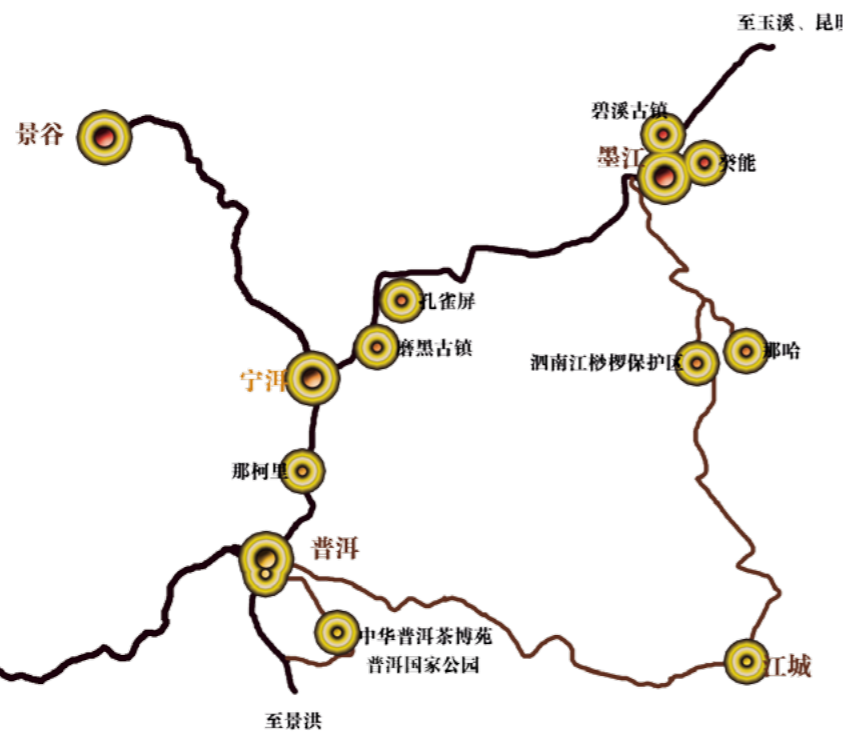 至玉溪、昆
碧溪古镇
景谷
墨江
癸能
孔雀屏
磨黑古镇
那哈
泗南江桫椤保护区
宁洱
那柯里
普洱
中华普洱茶博苑
普洱国家公园
江城
至景洪